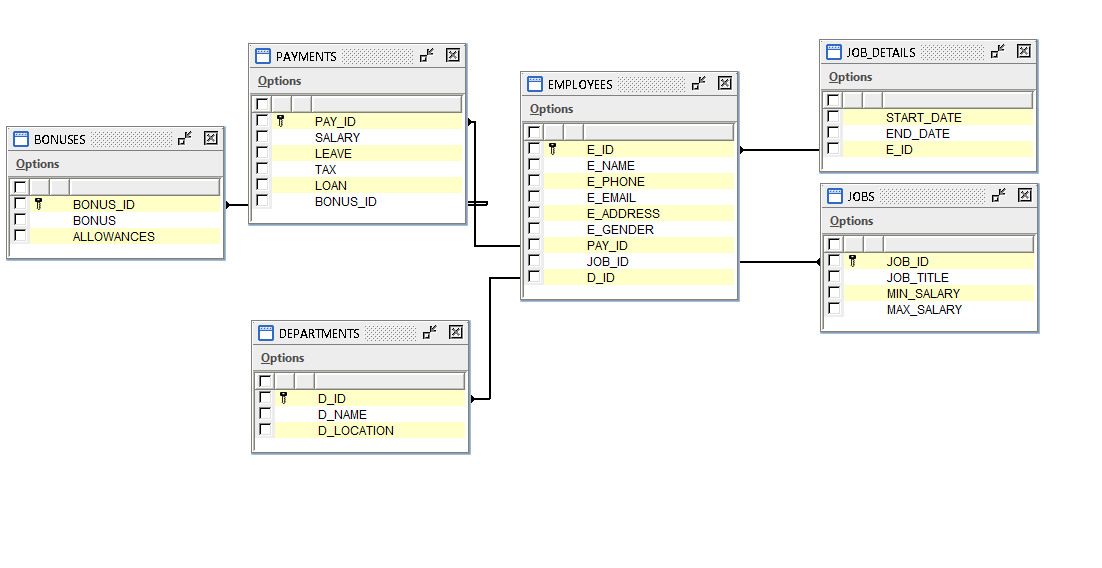 BONUSES
Options
BONUS_ID
BONUS
ALLOWANCES
PAYMENTS
Options
PAY_ID
SALARY
LEAVE
TAX
LOAN
BONUS_ID
DEPARTMENTS
Options
D_ID
D_NAME
D_LOCATION
EMPLOYEES
Options
E_ID
E_NAME
E_PHONE
E_EMAIL
E_ADDRESS
E_GENDER
PAY_ID
JOB_ID
D_ID
JOB_DETAILS
Options
START_DATE
END_DATE
E_ID
JOBS
Options
JOB_ID
JOB_TITLE
MIN_SALARY
MAX_SALARY